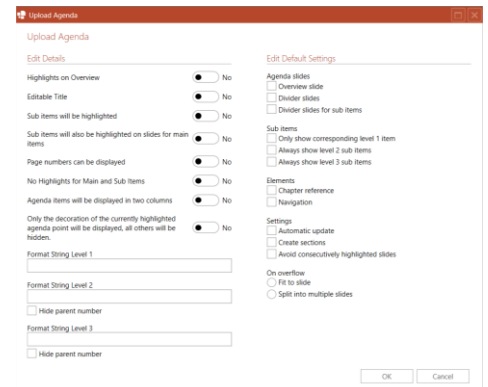 Upload Agenda
Upload Agenda
Edit Details
Highlights on Overview
No
Editable Title
No
Sub items will be highlighted
No
Sub items will also be highlighted on slides for main
items
No
Page numbers can be displayed
No
No Highlights for Main and Sub Items
No
Agenda items will be displayed in two columns
No
Only the decoration of the currently highlighted
agenda point will be displayed, all others will be
hidden.
No
Format String Level 1
Format String Level 2
Hide parent number
Format String Level 3
Hide parent number
Edit Default Settings
Agenda slides
Overview slide
Divider slides
Divider slides for sub items
Sub items
Only show corresponding level 1 item
Always show level 2 sub items
Always show level 3 sub items
Elements
Chapter reference
Navigation
Settings
Automatic update
Create sections
Avoid consecutively highlighted slides
On overflow
Fit to slide
Split into multiple slides
OK
Cancel